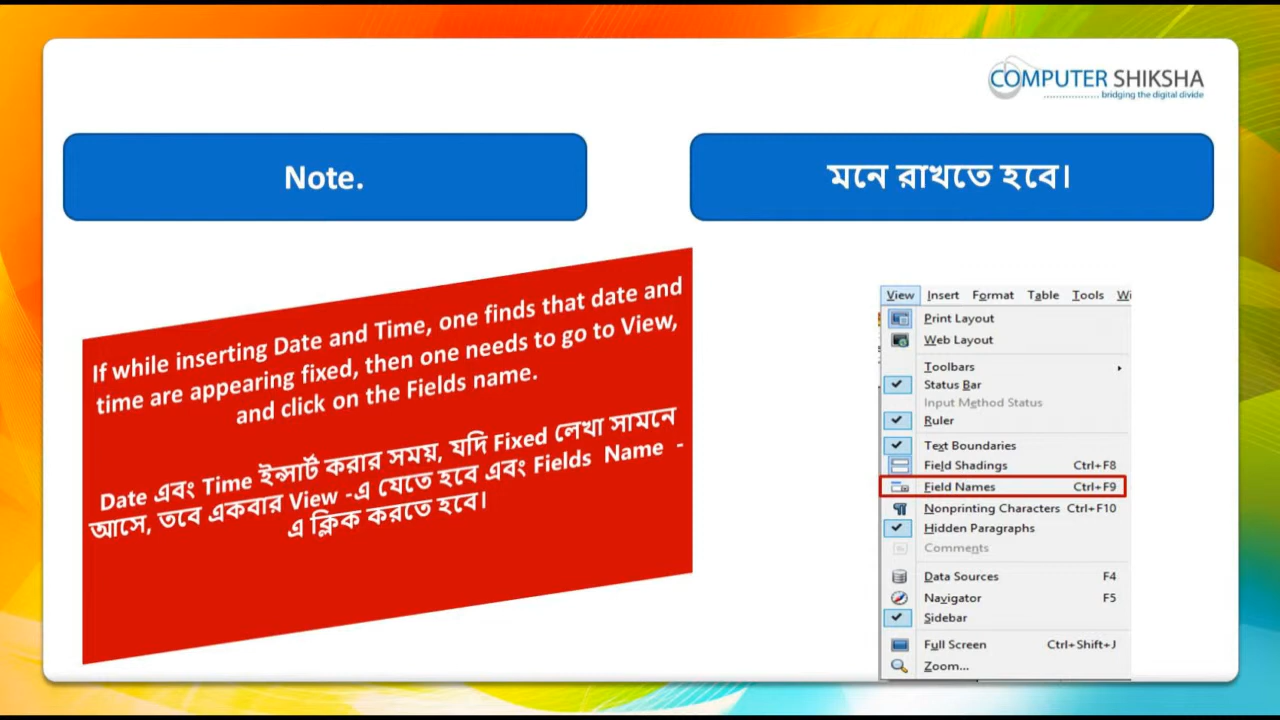 COMPUTER SHIKSHA
bridging the digital divide
Note.
মনে রাখতে হবে।
If while inserting Date and Time, one finds that date and
time are appearing fixed, then one needs to go to View,
and click on the Fields name.
Date এবং Time ইন্সার্ট করার সময়, যদি Fixed লেখা সামনে
আসে, তবে একবার View -এ যেতে হবে এবং Fields Name -
এ ক্লিক করতে হবে।
View Insert Format Table Tools
Print Layout
Web Layout
Toolbars
Status Bar
Input Method Status
Ruler
Text Boundaries
Field Shadings Ctrl+F8
Field Names Ctrl+F9
Nonprinting Characters Ctrl+F10
Hidden Paragraphs
Comments
Data Sources F4
Navigator F5
Sidebar
Full Screen Ctrl+Shift+J
Zoom...